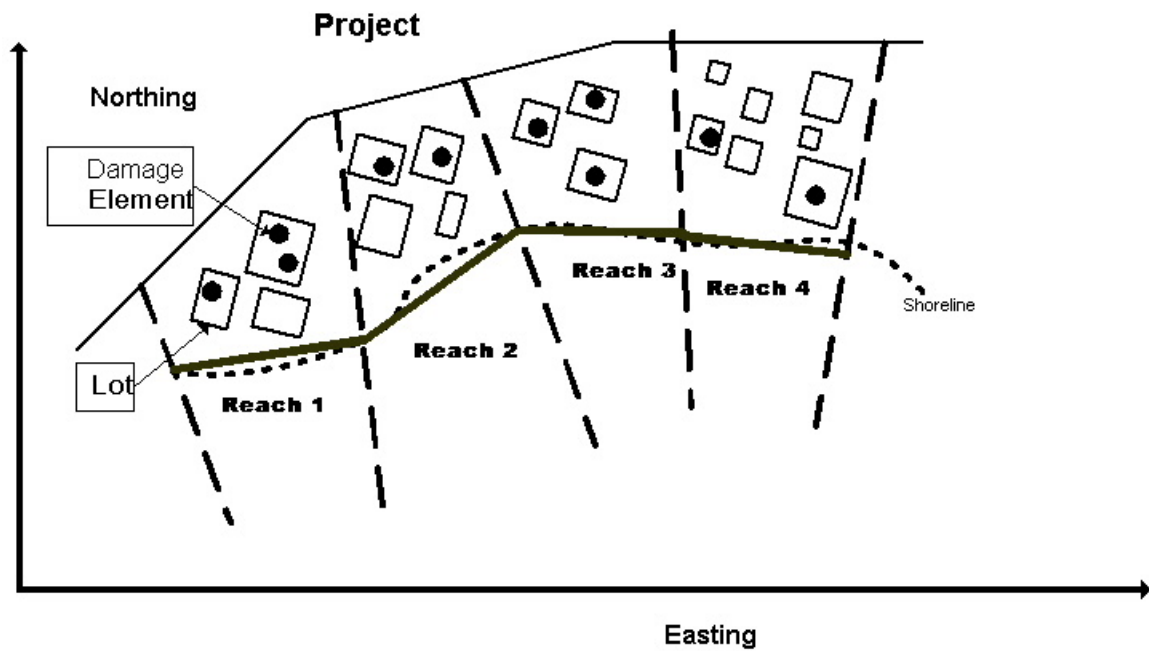 Project
Northing
Damage
Element
Reach 3
Reach 4
Shoreline
Reach 2
Lot
Reach 1
Easting